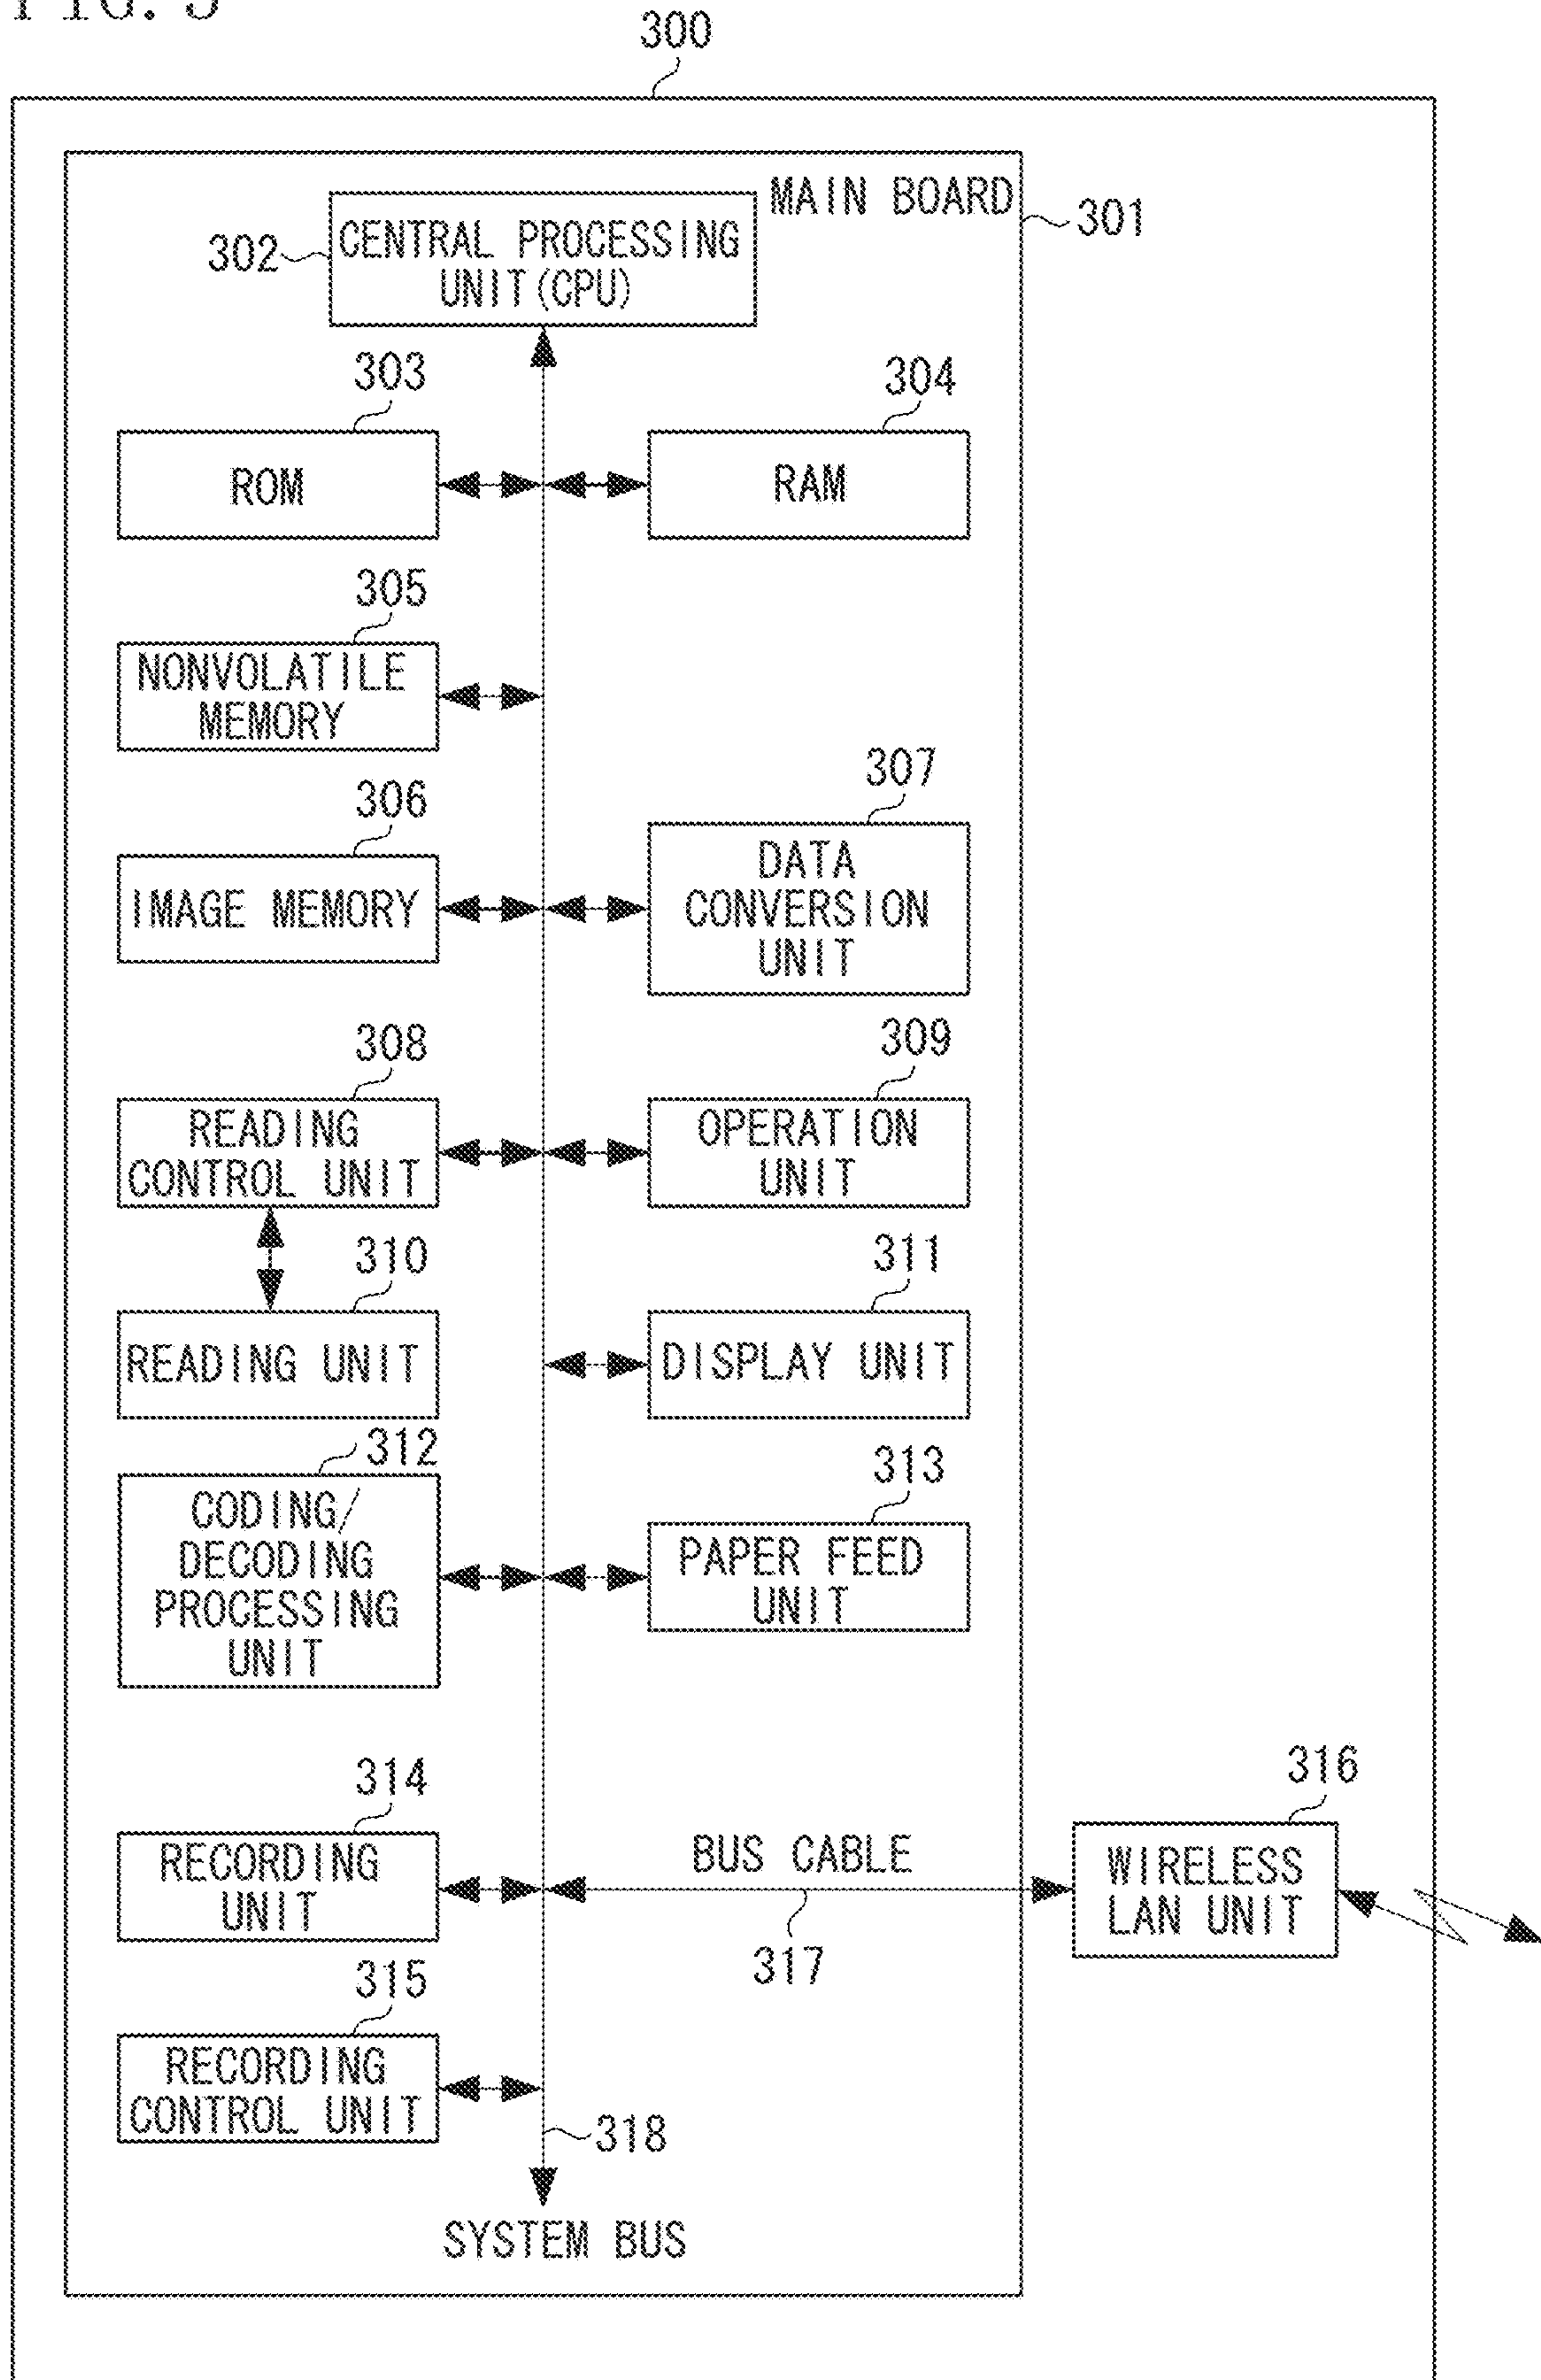 FIG. 3
300
MAIN BOARD
301
302
CENTRAL PROCESSING
UNIT(CPU)
303
304
ROM
RAM
305
NONVOLATILE
MEMORY
306
307
IMAGE MEMORY
DATA
CONVERSION
UNIT
308
309
READING
CONTROL UNIT
OPERATION
UNIT
310
311
READING UNIT
DISPLAY UNIT
312
313
CODING/
DECODING
PROCESSING
UNIT
PAPER FEED
UNIT
314
316
RECORDING
UNIT
BUS CABLE
317
WIRELESS
LAN UNIT
315
RECORDING
CONTROL UNIT
318
SYSTEM BUS